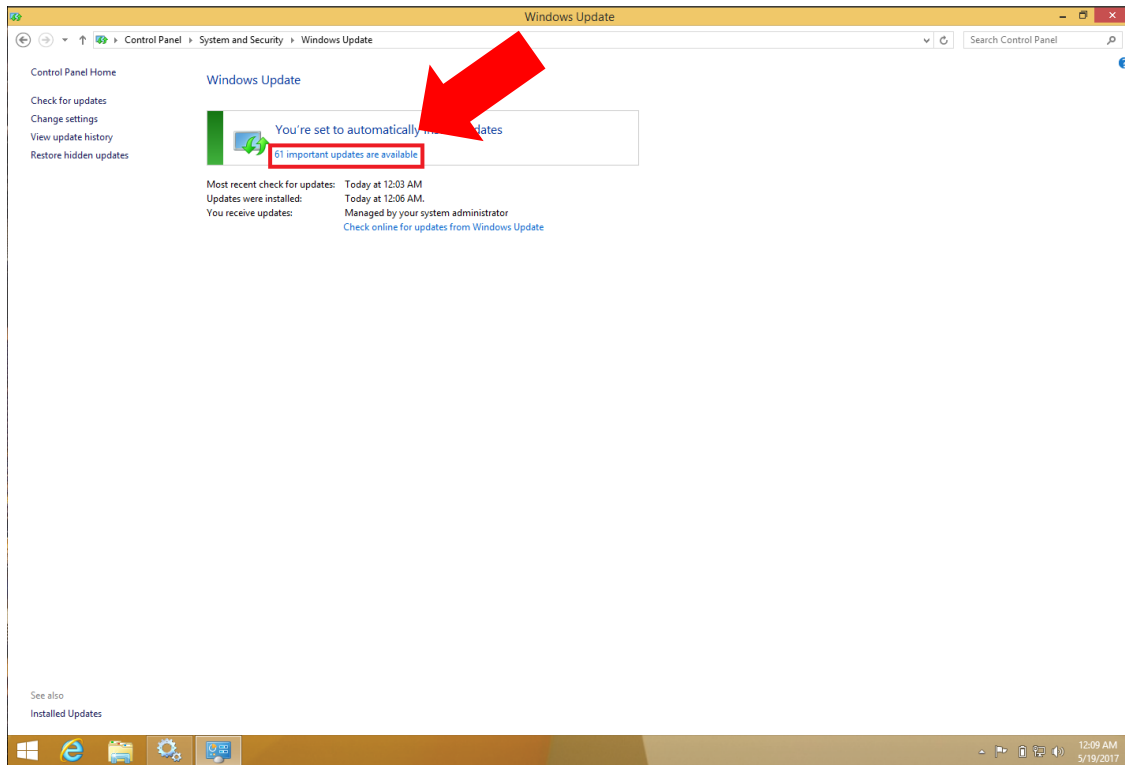 Windows Update
Control Panel System and Security Windows Update
Search Control Panel
Control Panel Home
Check for updates
Change settings
View update history
Restore hidden updates
Windows Update
You're set to automatically dates
61 important updates are available
Most recent check for updates: Today at 12:03 AM
Updates were installed: Today at 12:06 AM.
You receive updates: Managed by your system administrator
Check online for updates from Windows Update
See also
Installed Updates
12:09 AM
5/19/2017